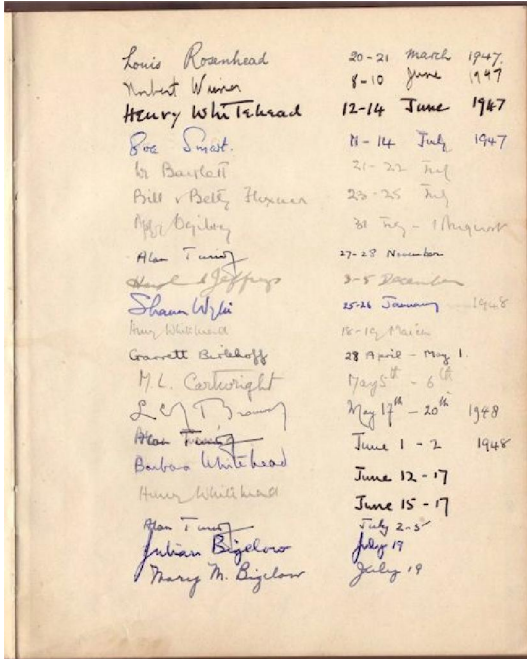 Louis Rosenhead 20-21 March 1947.
Norbert Wiener 8-10 June 1947
Henry Whitehead 12-14 June 1947
Smart. 11-14 July 1947
Bartlett 21-22 July
Bill & Betty Flexner 23-25 July
Ogilvy 31 July - 1 August
Alan Turing 27-28 November
Harold Jeffreys 3-5 December
Shaun Wylie 25-26 January 1948
Henry Whitehead 18-19 March
Garrett Birkhoff 28 April - May 1.
M.L. Cartwright May 5th - 6th
May 17th - 20th 1948
Alan Turing June 1 - 2 1948
Barbara Whitehead June 12-17
Henry Whitehead June 15-17
Alan Turing July 2-5
Julian Bigelow July 19
Mary M. Bigelow July 19